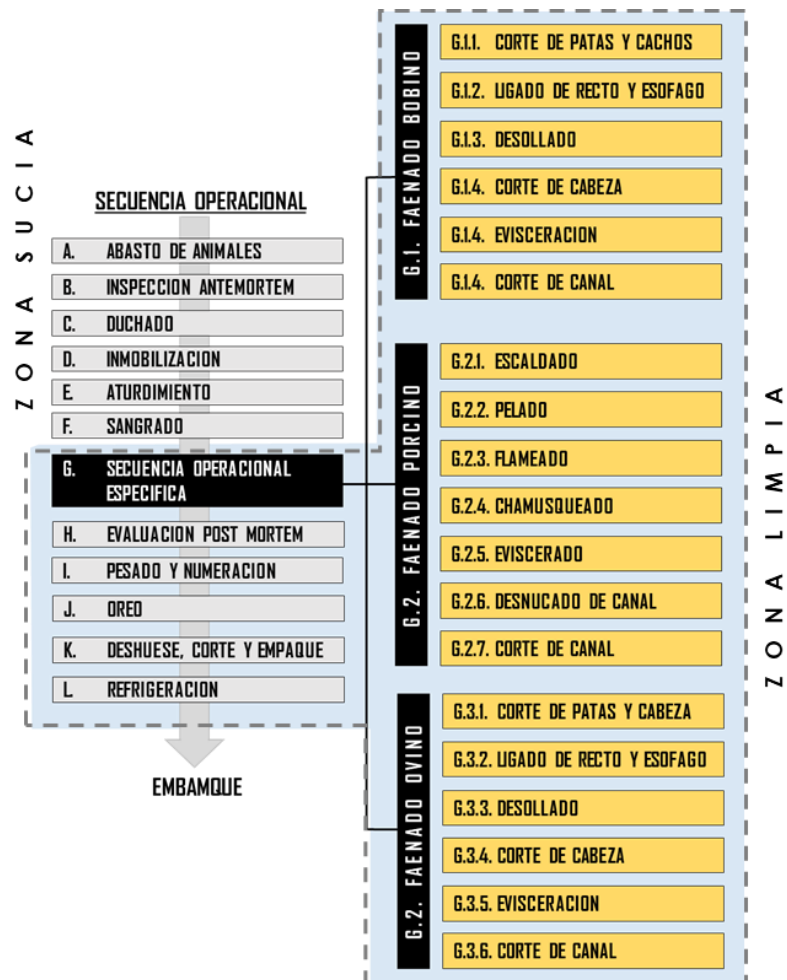 ZONA SUCIA
SECUENCIA OPERACIONAL
A. ABASTO DE ANIMALES
B. INSPECCION ANTEMORTEM
C. DUCHADO
D. INMOBILIZACION
E. ATURDIMIENTO
F. SANGRADO
G. SECUENCIA OPERACIONAL
ESPECIFICA
H. EVALUACION POST MORTEM
I. PESADO Y NUMERACION
J. OREO
K. DESHUESE, CORTE Y EMPAQUE
L. REFRIGERACION
EMBAMQUE
G.1. FAENADO BOBINO
G.1.1. CORTE DE PATAS Y CACHOS
G.1.2. LIGADO DE RECTO Y ESOFAGO
G.1.3. DESOLLADO
G.1.4. CORTE DE CABEZA
G.1.4. EVISCERACION
G.1.4. CORTE DE CANAL
G.2. FAENADO PORCINO
G.2.1. ESCALDADO
G.2.2. PELADO
G.2.3. FLAMEADO
G.2.4. CHAMUSQUEADO
G.2.5. EVISCERADO
G.2.6. DESNUCADO DE CANAL
G.2.7. CORTE DE CANAL
G.2. FAENADO OVINO
G.3.1. CORTE DE PATAS Y CABEZA
G.3.2. LIGADO DE RECTO Y ESOFAGO
G.3.3. DESOLLADO
G.3.4. CORTE DE CABEZA
G.3.5. EVISCERACION
G.3.6. CORTE DE CANAL
ZONA LIMPIA